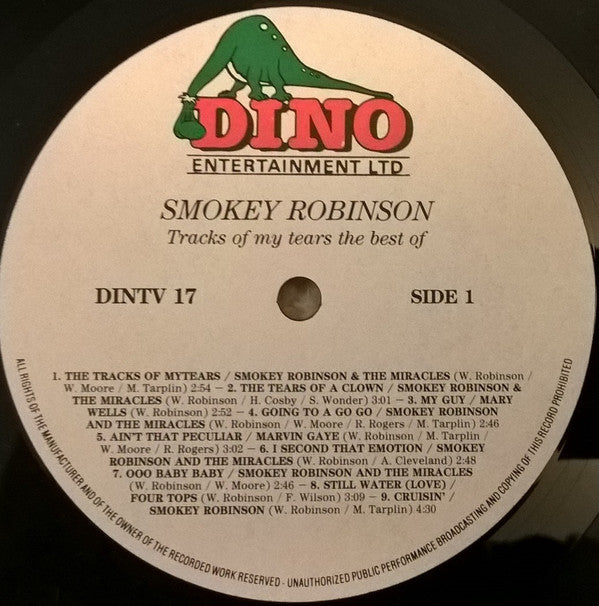 DINO
ENTERTAINMENT LTD
SMOKEY ROBINSON
Tracks of my tears the best of
DINTV 17
SIDE 1
1. THE TRACKS OF MYTEARS / SMOKEY ROBINSON & THE MIRACLES (W. Robinson /
W. Moore / M. Tarplin) 2:54 – 2. THE TEARS OF A CLOWN / SMOKEY ROBINSON &
THE MIRACLES (W. Robinson / H. Cosby / S. Wonder) 3:01 – 3. MY GUY / MARY
WELLS (W. Robinson) 2:52 – 4. GOING TO A GO GO / SMOKEY ROBINSON
AND THE MIRACLES (W. Robinson / W. Moore / R. Rogers / M. Tarplin) 2:46
5. AIN'T THAT PECULIAR / MARVIN GAYE (W. Robinson / M. Tarplin /
W. Moore / R. Rogers) 3:02 – 6. I SECOND THAT EMOTION / SMOKEY
ROBINSON AND THE MIRACLES (W. Robinson / A. Cleveland) 2:48
7. OOO BABY BABY / SMOKEY ROBINSON AND THE MIRACLES
(W. Robinson / W. Moore) 2:46 – 8. STILL WATER (LOVE) /
FOUR TOPS (W. Robinson / F. Wilson) 3:09 – 9. CRUISIN' /
SMOKEY ROBINSON (W. Robinson / M. Tarplin) 4:30
ALL RIGHTS OF THE MANUFACTURER AND OF THE OWNER OF THE RECORDED WORK RESERVED - UNAUTHORIZED PUBLIC PERFORMANCE BROADCASTING AND COPYING OF THIS RECORD PROHIBITED